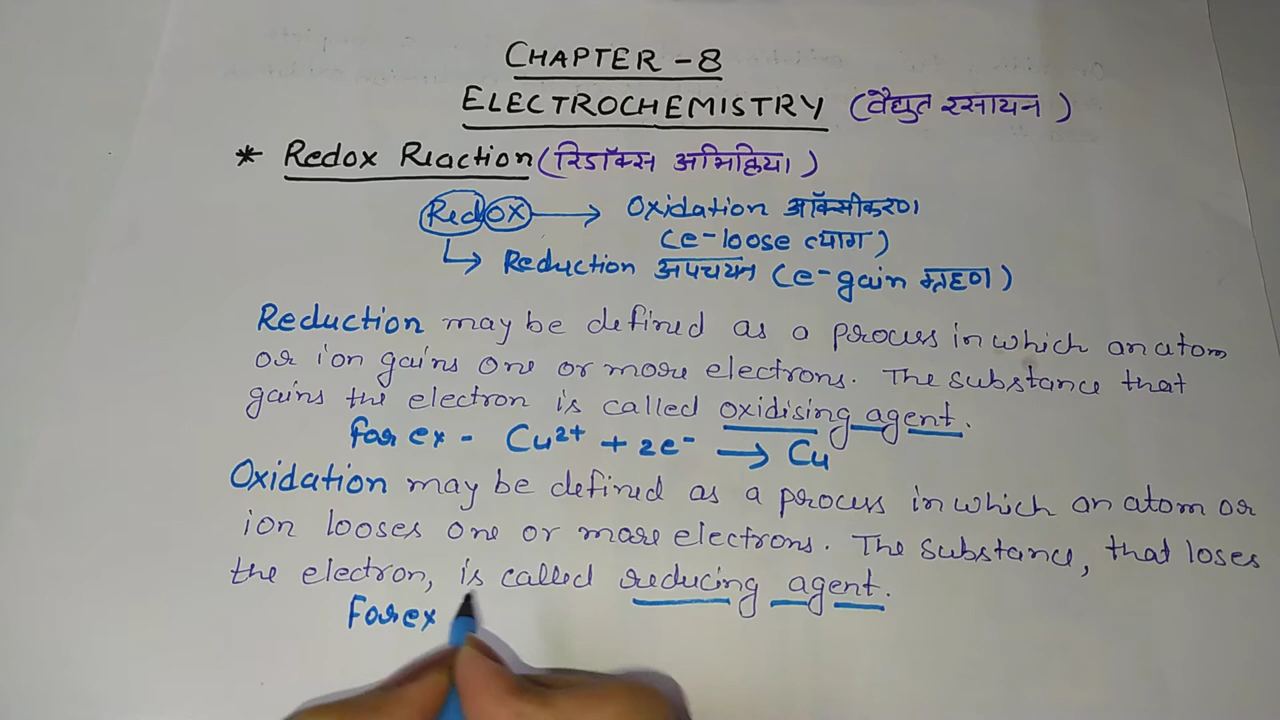 CHAPTER - 8
ELECTROCHEMISTRY (वैद्युत रसायन)
* Redox Reaction (रिडॉक्स अभिक्रिया)
Redox → Oxidation ऑक्सीकरण
(e- loose त्याग)
↳ Reduction अपचयन (e- gain ग्रहण)
Reduction may be defined as a process in which an atom
or ion gains one or more electrons. The substance that
gains the electron is called oxidising agent.
For ex - Cu²⁺ + 2e⁻ → Cu
Oxidation may be defined as a process in which an atom or
ion looses one or more electrons. The substance, that loses
the electron, is called reducing agent.
For ex